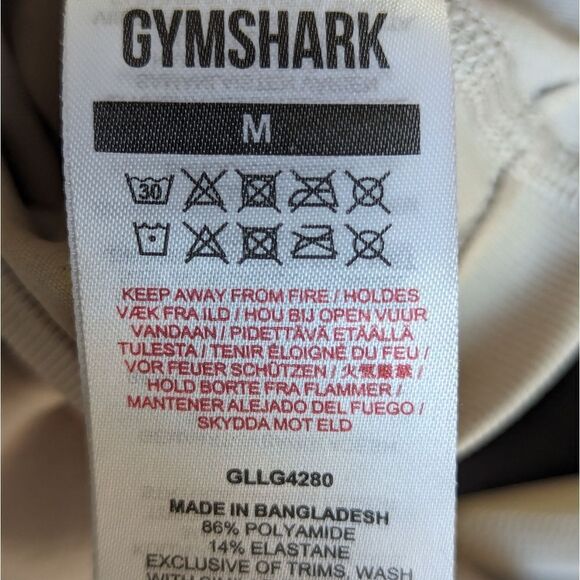 GYMSHARK
M
30
KEEP AWAY FROM FIRE / HOLDES
VÆK FRA ILD / HOU BIJ OPEN VUUR
VANDAAN / PIDETTÄVÄ ETÄÄLLÄ
TULESTA / TENIR ELOIGNE DU FEU /
VOR FEUER SCHÜTZEN / 火気厳禁 /
HOLD BORTE FRA FLAMMER /
MANTENER ALEJADO DEL FUEGO /
SKYDDA MOT ELD
GLLG4280
MADE IN BANGLADESH
86% POLYAMIDE
14% ELASTANE
EXCLUSIVE OF TRIMS, WASH